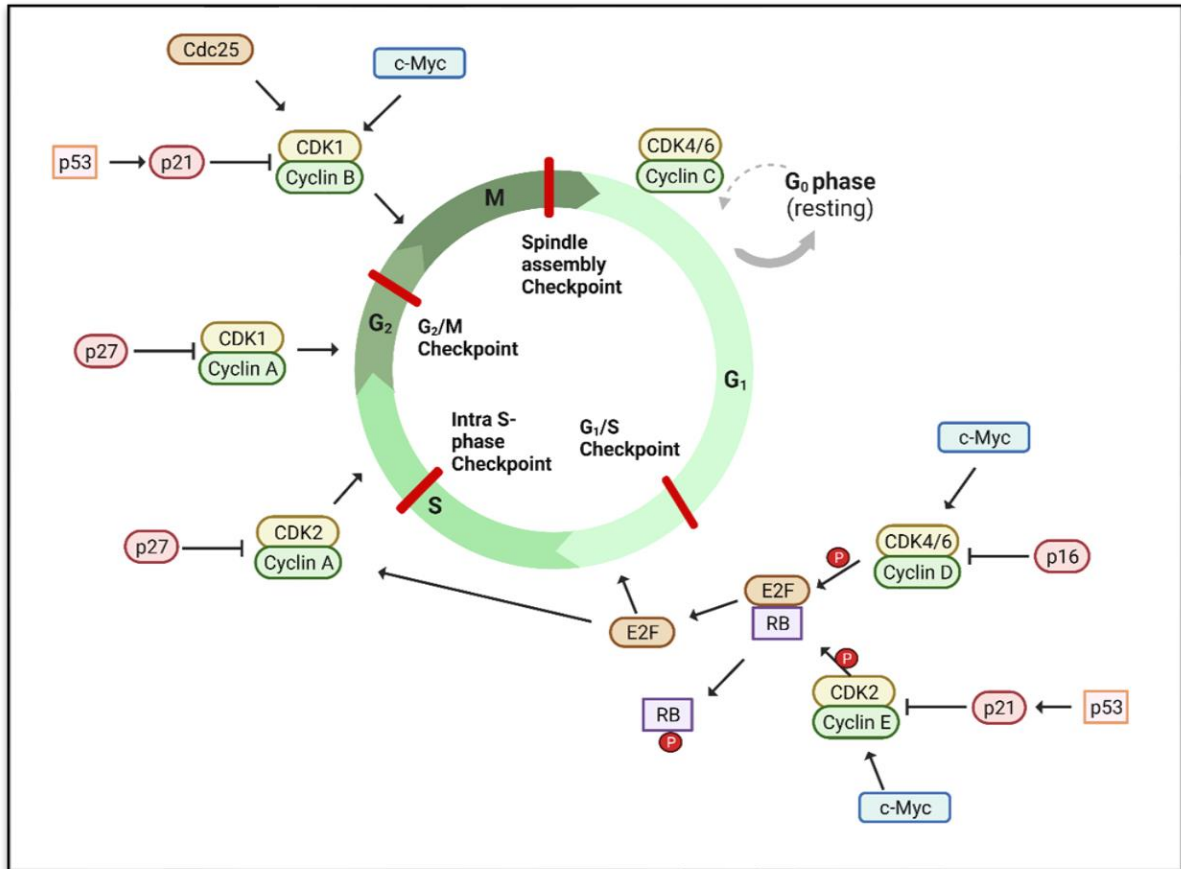 Cdc25
c-Myc
p53
p21
CDK1
Cyclin B
CDK4/6
Cyclin C
G₀ phase
(resting)
M
Spindle
assembly
Checkpoint
G₂
G₂/M
Checkpoint
p27
CDK1
Cyclin A
G₁
Intra S-
phase
Checkpoint
G₁/S
Checkpoint
S
c-Myc
p27
CDK2
Cyclin A
CDK4/6
Cyclin D
p16
P
E2F
RB
E2F
P
CDK2
Cyclin E
p21
p53
RB
P
c-Myc